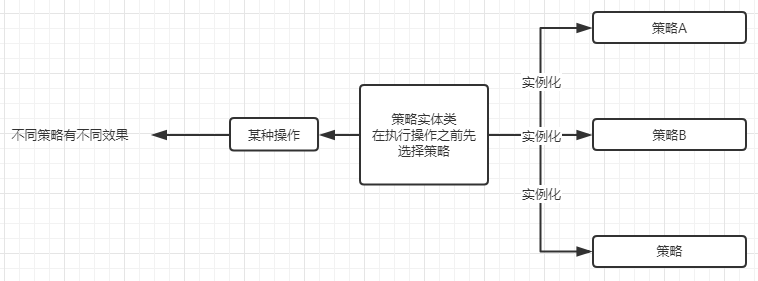 策略A
实例化
策略实体类
在执行操作之前先
选择策略
不同策略有不同效果
某种操作
实例化
策略B
实例化
策略